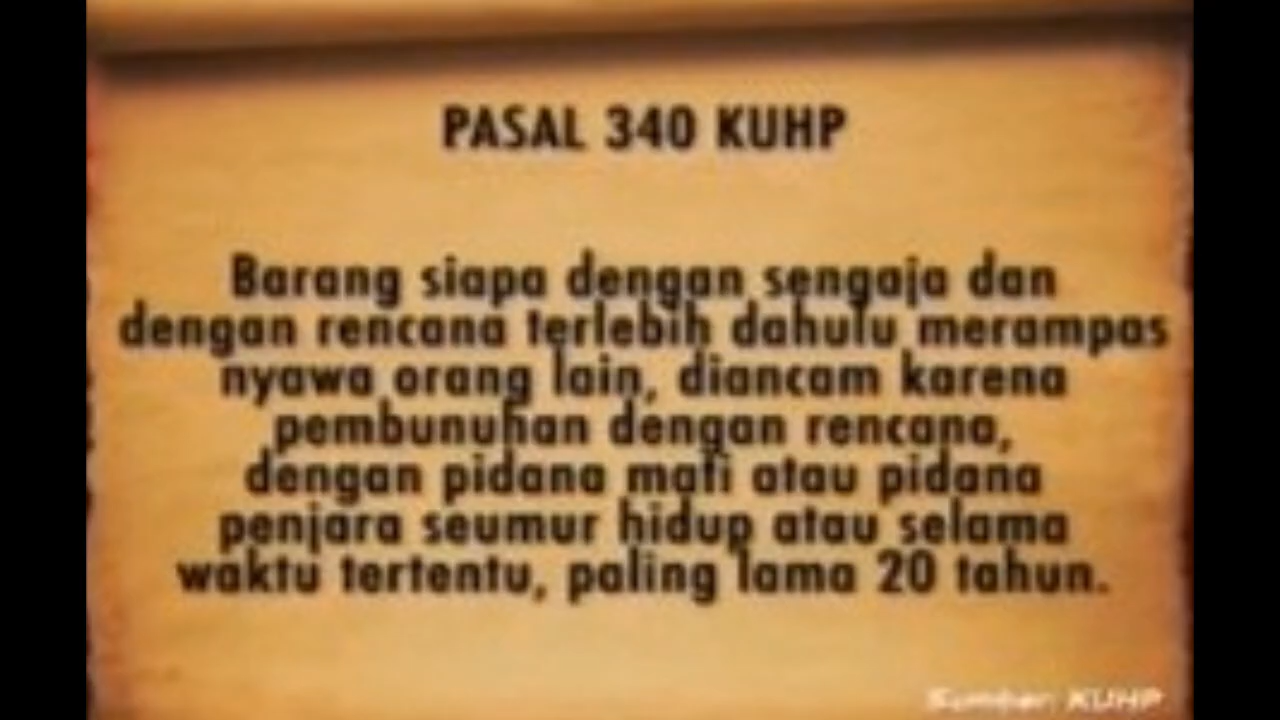 PASAL 340 KUHP
Barang siapa dengan sengaja dan
dengan rencana terlebih dahulu merampas
nyawa orang lain, diancam karena
pembunuhan dengan rencana,
dengan pidana mati atau pidana
penjara seumur hidup atau selama
waktu tertentu, paling lama 20 tahun.
Sumber: KUHP